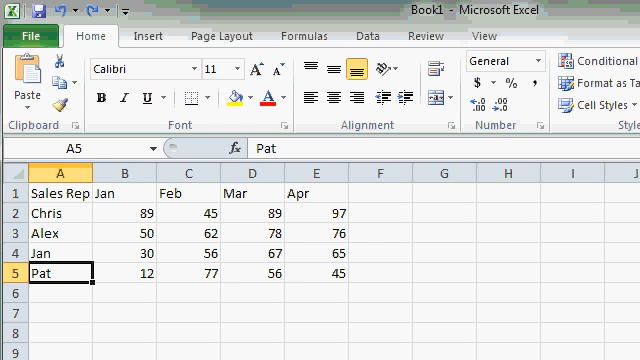 Book1 - Microsoft Excel
File Home Insert Page Layout Formulas Data Review View
Calibri 11 A A General Conditional
Paste $ % , Format as Ta
B I U A .00 .0 Cell Styles
Clipboard Font Alignment Number Style
A5 fx Pat
A B C D E F G H I J
1 Sales Rep Jan Feb Mar Apr
2 Chris 89 45 89 97
3 Alex 50 62 78 76
4 Jan 30 56 67 65
5 Pat 12 77 56 45
6
7
8
9